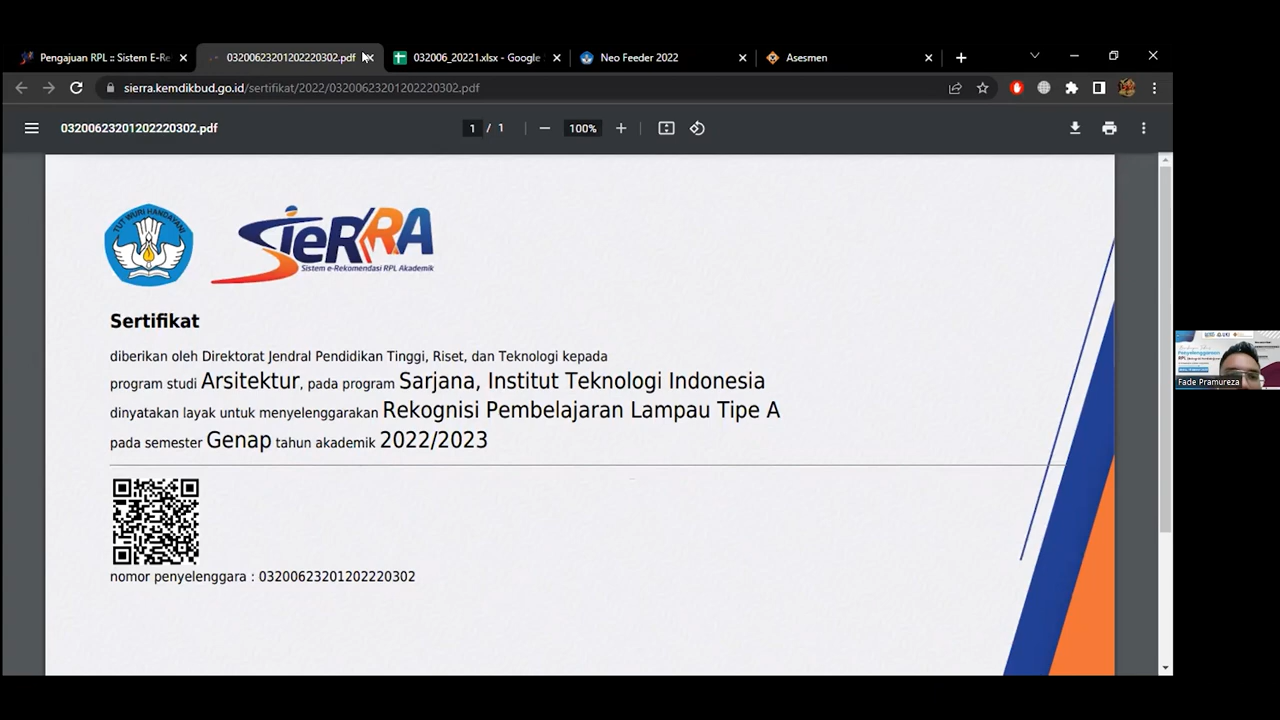 Pengajuan RPL :: Sistem E-Re
03200623201202220302.pdf
032006_20221.xlsx - Google
Neo Feeder 2022
Asesmen
sierra.kemdikbud.go.id/sertifikat/2022/03200623201202220302.pdf
03200623201202220302.pdf
1 / 1
100%
TUT WURI HANDAYANI
SIERRA
Sistem e-Rekomendasi RPL Akademik
Sertifikat
diberikan oleh Direktorat Jendral Pendidikan Tinggi, Riset, dan Teknologi kepada
program studi Arsitektur, pada program Sarjana, Institut Teknologi Indonesia
dinyatakan layak untuk menyelenggarakan Rekognisi Pembelajaran Lampau Tipe A
pada semester Genap tahun akademik 2022/2023
nomor penyelenggara : 03200623201202220302
Penyelenggaraan
Fade Pramureza